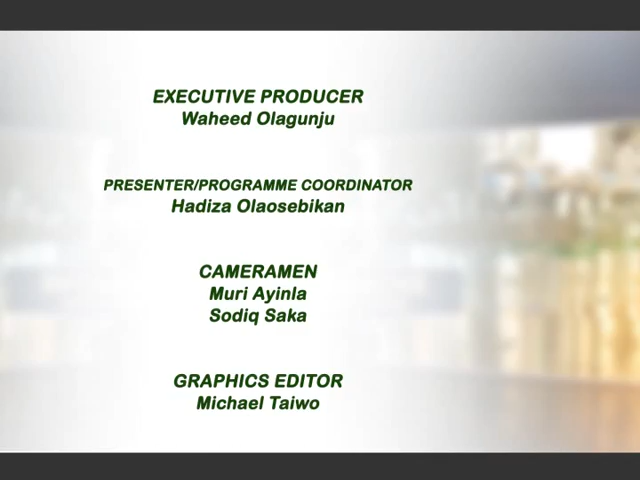 EXECUTIVE PRODUCER
Waheed Olagunju
PRESENTER/PROGRAMME COORDINATOR
Hadiza Olaosebikan
CAMERAMEN
Muri Ayinla
Sodiq Saka
GRAPHICS EDITOR
Michael Taiwo